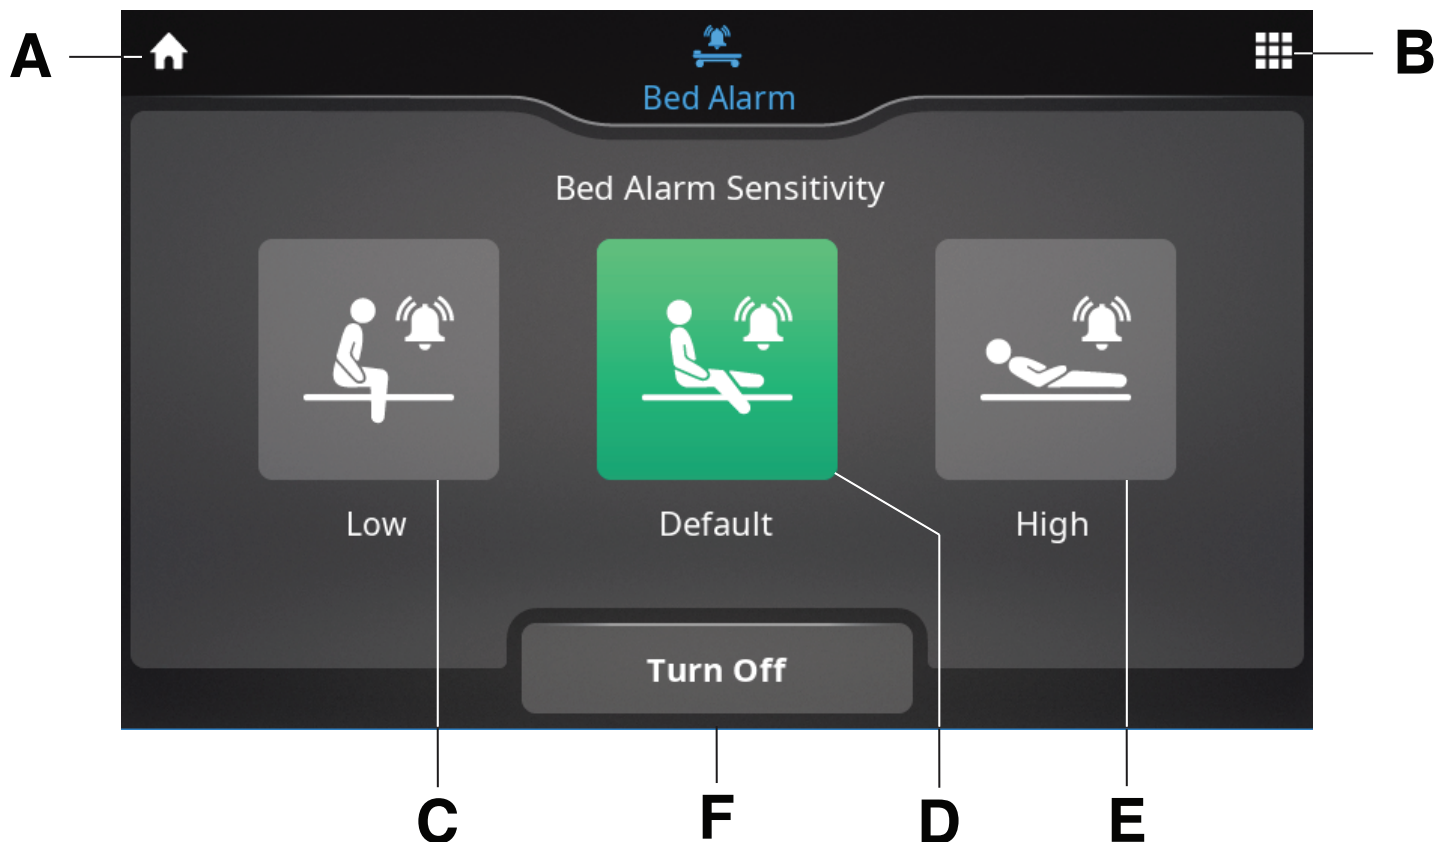 A
B
Bed Alarm
Bed Alarm Sensitivity
Low
Default
High
Turn Off
C
F
D
E